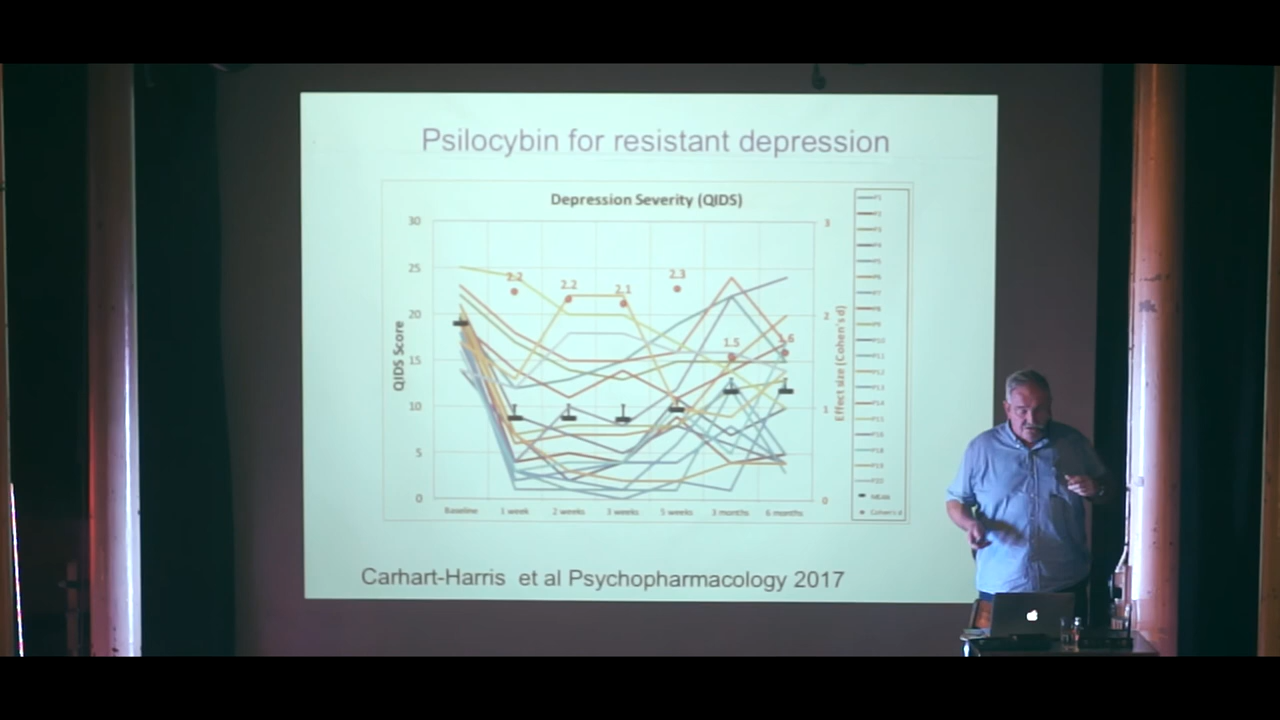 Psilocybin for resistant depression
Depression Severity (QIDS)
30
25
20
15
10
5
0
QIDS Score
2.2
2.2
2.1
2.3
1.5
3
2
1
0
Effect size (Cohen's d)
Baseline
1 week
2 weeks
3 weeks
5 weeks
3 months
6 months
MEAN
Cohen's d
Carhart-Harris et al Psychopharmacology 2017